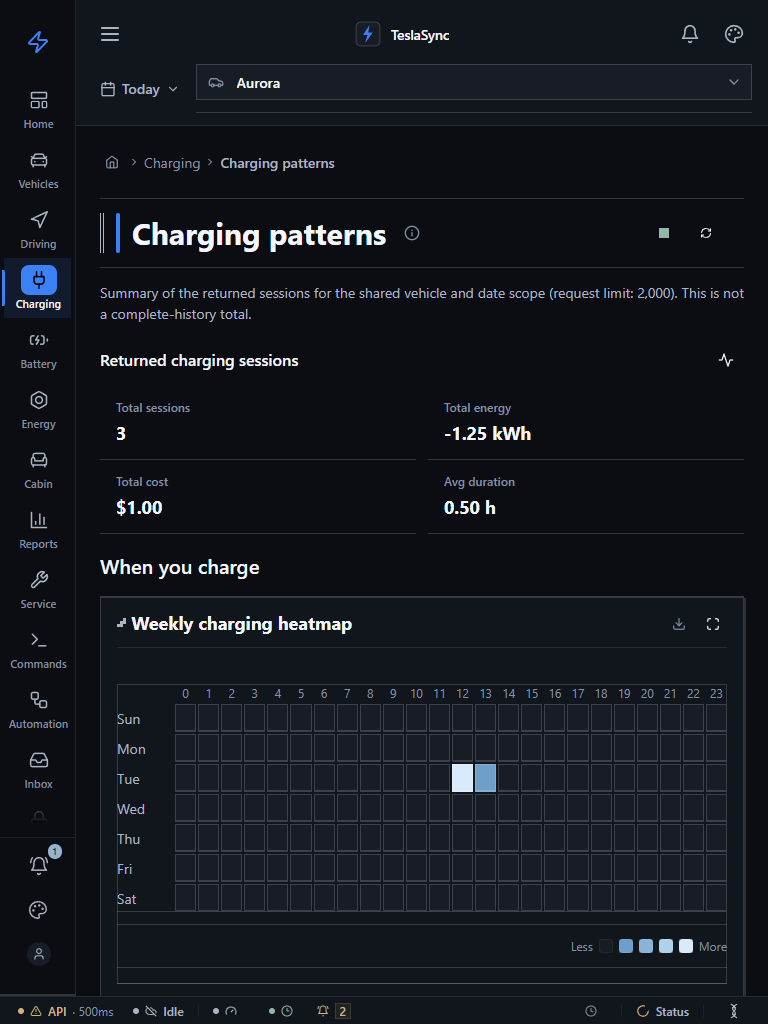 TeslaSync
Today
Aurora
Home
Vehicles
Driving
Charging
Battery
Energy
Cabin
Reports
Service
Commands
Automation
Inbox
1
Charging
Charging patterns
Charging patterns
Summary of the returned sessions for the shared vehicle and date scope (request limit: 2,000). This is not
a complete-history total.
Returned charging sessions
Total sessions
3
Total energy
-1.25 kWh
Total cost
$1.00
Avg duration
0.50 h
When you charge
Weekly charging heatmap
0 1 2 3 4 5 6 7 8 9 10 11 12 13 14 15 16 17 18 19 20 21 22 23
Sun
Mon
Tue
Wed
Thu
Fri
Sat
Less More
API · 500ms Idle 2 Status